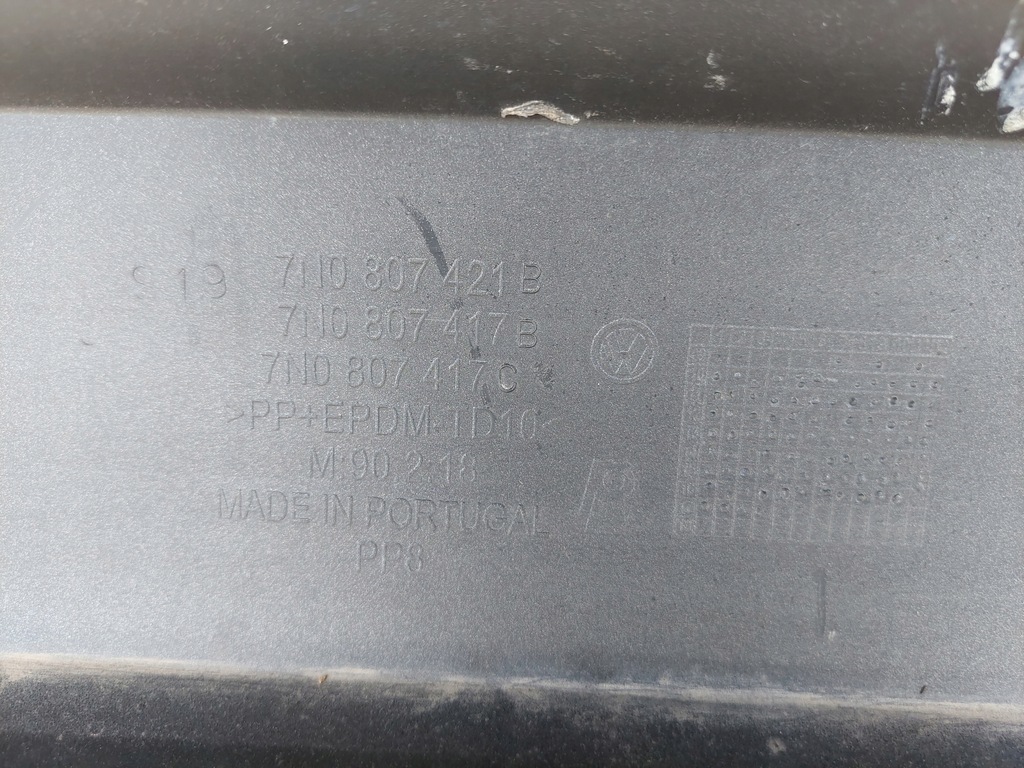 S 19
7N0 807 421 B
7N0 807 417 B
7N0 807 417 C
>PP+EPDM-TD10<
M:90 2:18
MADE IN PORTUGAL
PP8